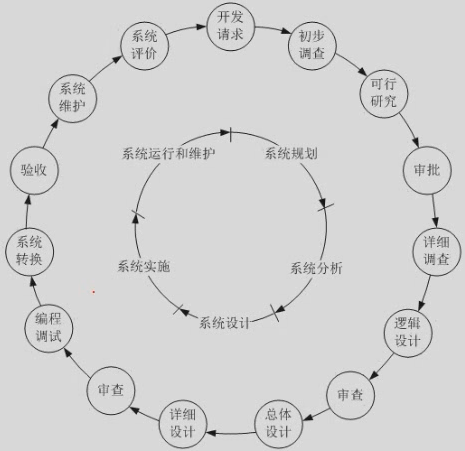 开发
请求
初步
调查
可行
研究
审批
详细
调查
逻辑
设计
审查
总体
设计
详细
设计
审查
编程
调试
系统
转换
验收
系统
维护
系统
评价
系统规划
系统分析
系统设计
系统实施
系统运行和维护